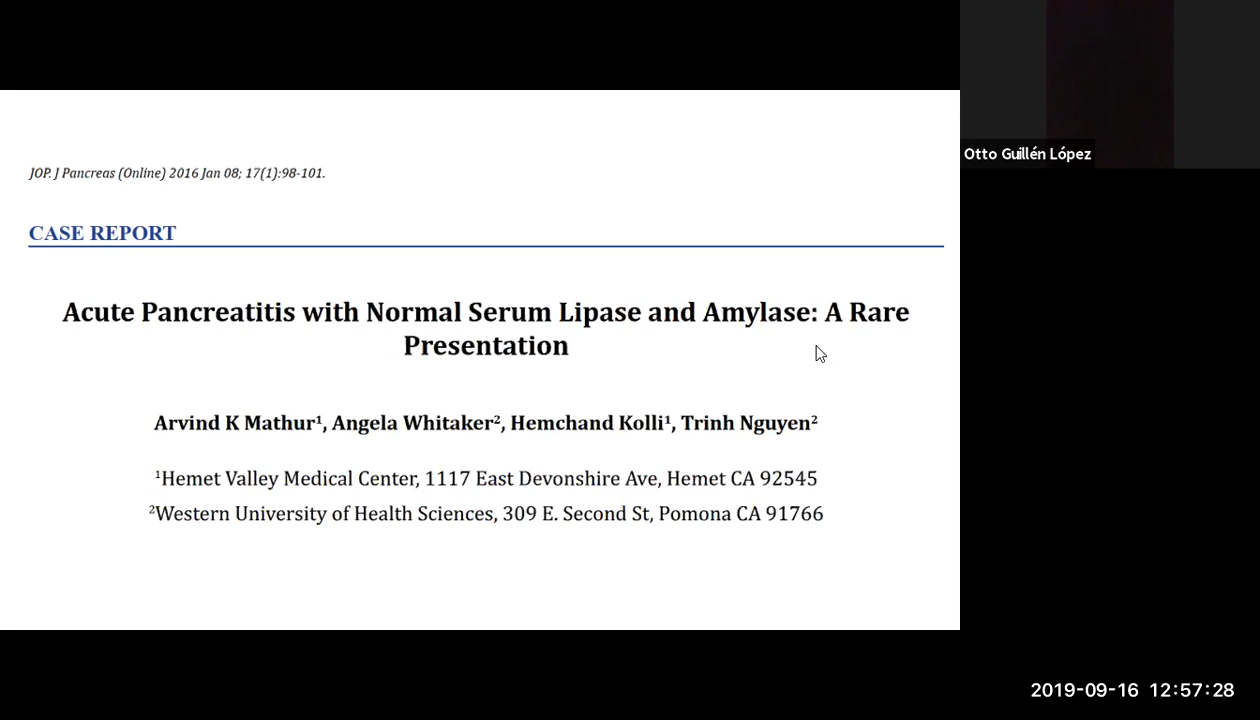 JOP. J Pancreas (Online) 2016 Jan 08; 17(1):98-101.
CASE REPORT
Acute Pancreatitis with Normal Serum Lipase and Amylase: A Rare
Presentation
Arvind K Mathur¹, Angela Whitaker², Hemchand Kolli¹, Trinh Nguyen²
¹Hemet Valley Medical Center, 1117 East Devonshire Ave, Hemet CA 92545
²Western University of Health Sciences, 309 E. Second St, Pomona CA 91766
Otto Guillén López
2019-09-16 12:57:28